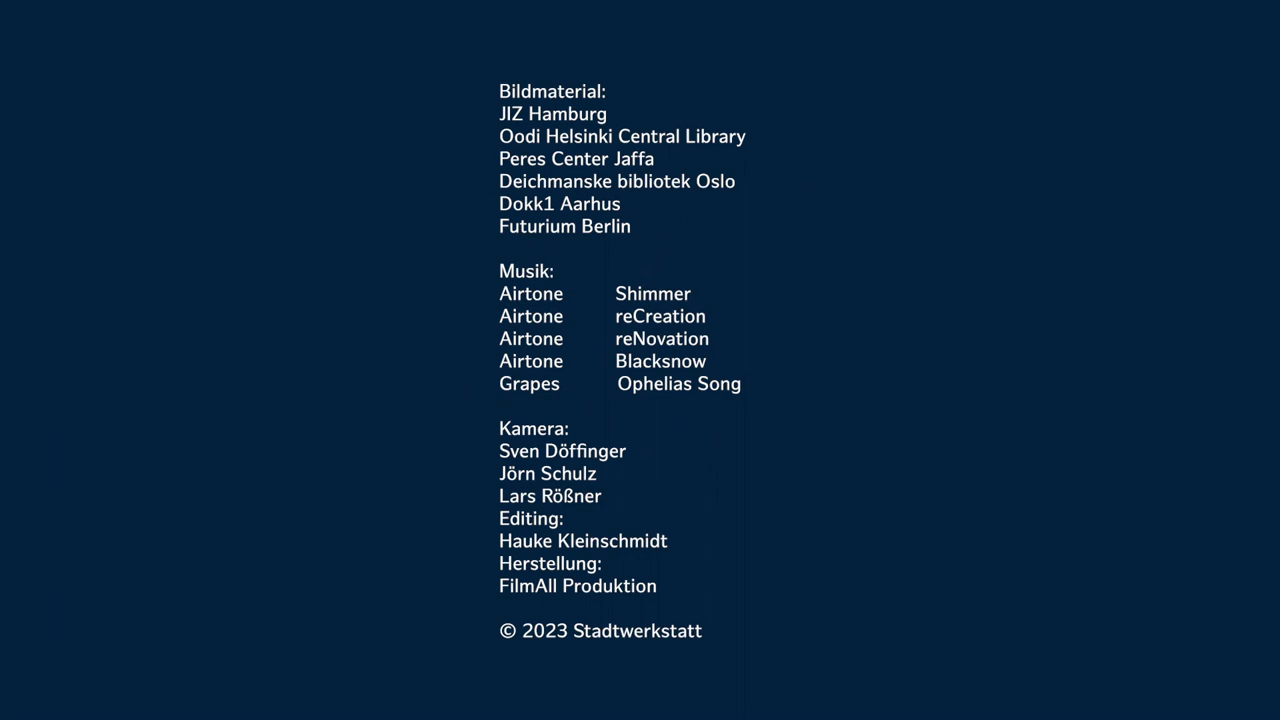 Bildmaterial:
JIZ Hamburg
Oodi Helsinki Central Library
Peres Center Jaffa
Deichmanske bibliotek Oslo
Dokk1 Aarhus
Futurium Berlin
Musik:
Airtone Shimmer
Airtone reCreation
Airtone reNovation
Airtone Blacksnow
Grapes Ophelias Song
Kamera:
Sven Döffinger
Jörn Schulz
Lars Rößner
Editing:
Hauke Kleinschmidt
Herstellung:
FilmAll Produktion
© 2023 Stadtwerkstatt